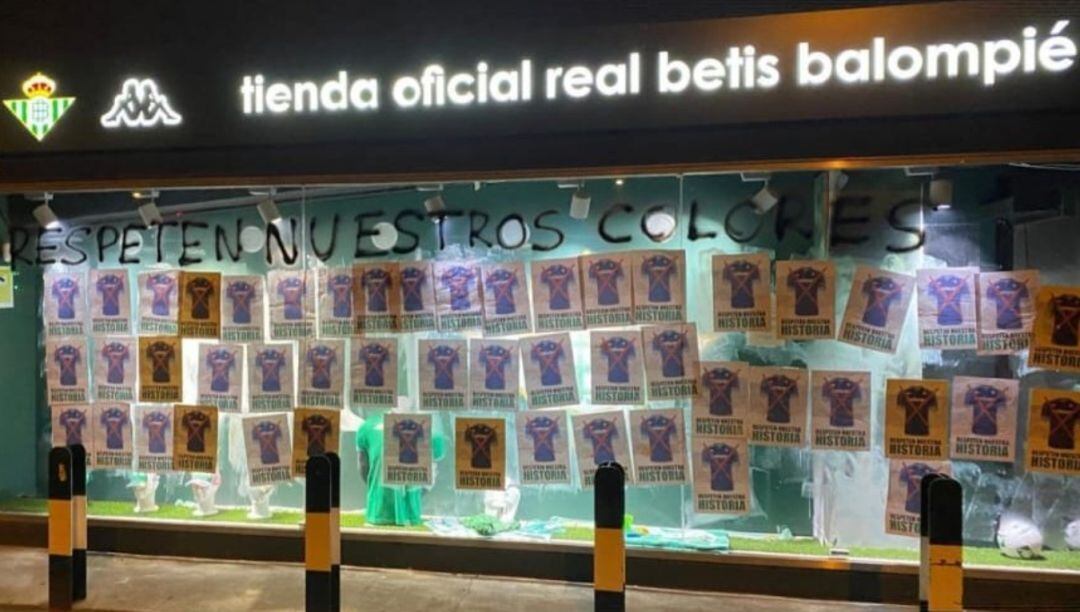 tienda oficial real betis balompié
RESPETEN NUESTROS COLORES
RESPETEN NUESTRA
HISTORIA